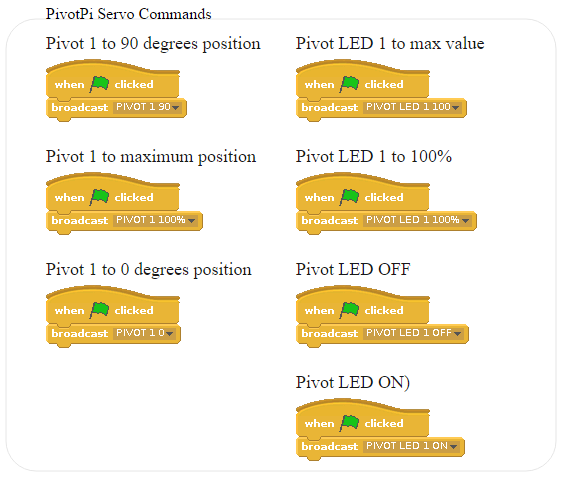 PivotPi Servo Commands
Pivot 1 to 90 degrees position
when clicked
broadcast PIVOT 1 90
Pivot 1 to maximum position
when clicked
broadcast PIVOT 1 100%
Pivot 1 to 0 degrees position
when clicked
broadcast PIVOT 1 0
Pivot LED 1 to max value
when clicked
broadcast PIVOT LED 1 100
Pivot LED 1 to 100%
when clicked
broadcast PIVOT LED 1 100%
Pivot LED OFF
when clicked
broadcast PIVOT LED 1 OFF
Pivot LED ON)
when clicked
broadcast PIVOT LED 1 ON